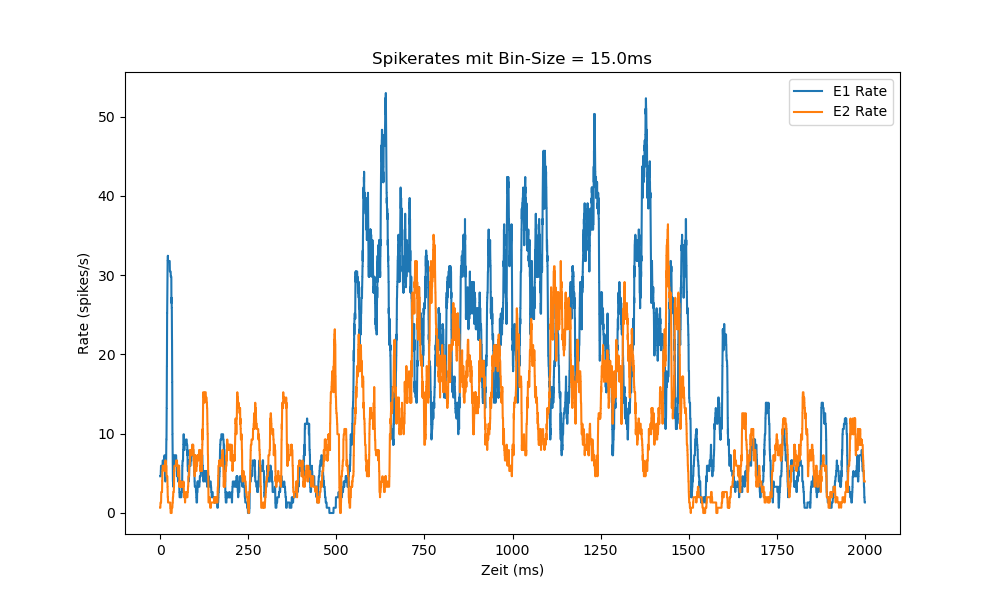 Spikerates mit Bin-Size = 15.0ms
E1 Rate
E2 Rate
50
40
30
20
10
0
Rate (spikes/s)
0 250 500 750 1000 1250 1500 1750 2000
Zeit (ms)